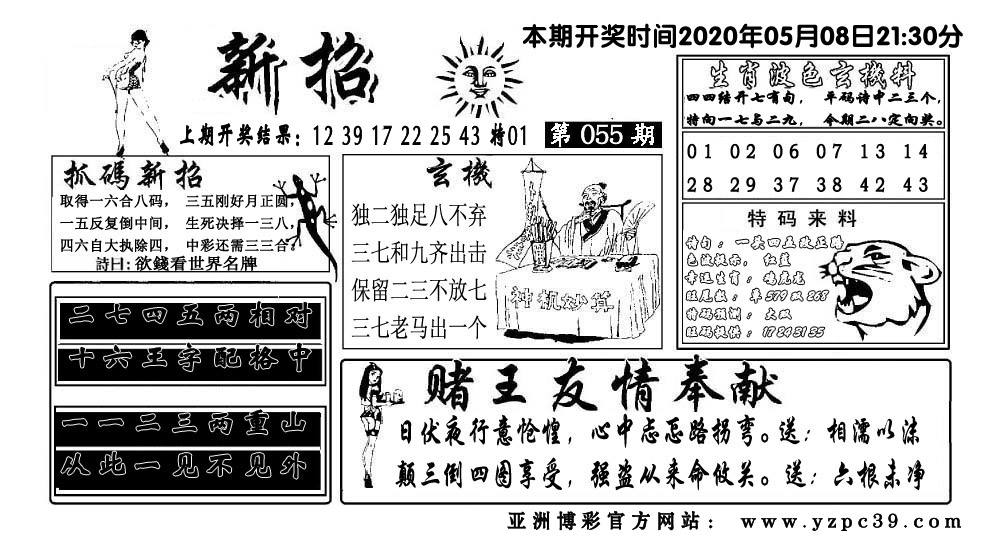 本期开奖时间2020年05月08日21:30分
新招
上期开奖结果：12 39 17 22 25 43 特01 第 055 期
抓碼新招
取得一六合八码， 三五刚好月正圆，
一五反复倒中间， 生死决择一三八，
四六自大执除四， 中彩还需三三合，
詩曰：欲錢看世界名牌
二七四五两相对
十六王字配格中
一一二三两重山
从此一见不见外
玄機
独二独足八不弃
三七和九齐出击
保留二三不放七
三七老马出一个
神机妙算
生肖波色玄機料
四四结开七有旬， 平码诗中二三个，
特向一七与二九， 今期二八定向奖。
01 02 06 07 13 14
28 29 37 38 42 43
特码来料
诗句：一头四五改正路
色波提示：红蓝
幸运生肖：鸡虎龙
旺尾数：单579双268
特码预测：大双
旺码提供：17 24 31 35
赌王友情奉献
日伏夜行意怆惶，心中忐忑路拐弯。送：相濡以沫
颠三倒四图享受，强盗从来命攸关。送：六根未净
亚洲博彩官方网站：www.yzpc39.com